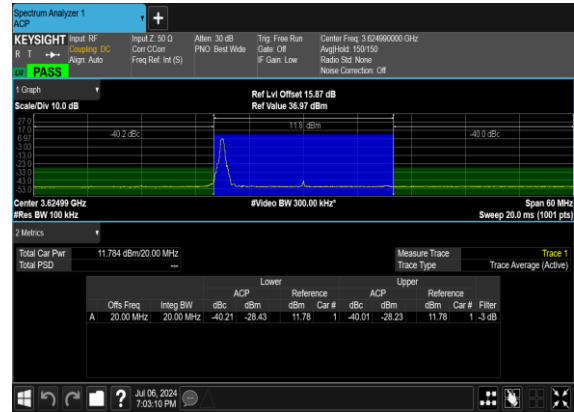 Spectrum Analyzer 1
ACP
+
KEYSIGHT Input: RF Input Z: 50 Ω Atten: 30 dB Trig: Free Run Center Freq: 3.624990000 GHz
R T Coupling: DC Corr CCorr PNO: Best Wide Gate: Off Avg|Hold: 150/150
Align: Auto Freq Ref: Int (S) IF Gain: Low Radio Std: None
PASS Noise Correction: Off
1 Graph
Scale/Div 10.0 dB Ref Lvl Offset 15.87 dB
Ref Value 36.97 dBm
27.0 11.8 dBm
17.0 -40.2 dBc -40.0 dBc
6.97
-3.03
-13.0
-23.0
-33.0
-43.0
-53.0
Center 3.62499 GHz #Video BW 300.00 kHz* Span 60 MHz
#Res BW 100 kHz Sweep 20.0 ms (1001 pts)
2 Metrics
Total Car Pwr 11.784 dBm/20.00 MHz Measure Trace Trace 1
Total PSD --- Trace Type Trace Average (Active)
Lower Upper
ACP Reference ACP Reference
Offs Freq Integ BW dBc dBm dBm Car # dBc dBm dBm Car # Filter
A 20.00 MHz 20.00 MHz -40.21 -28.43 11.78 1 -40.01 -28.23 11.78 1 -3 dB
? Jul 06, 2024
7:03:10 PM